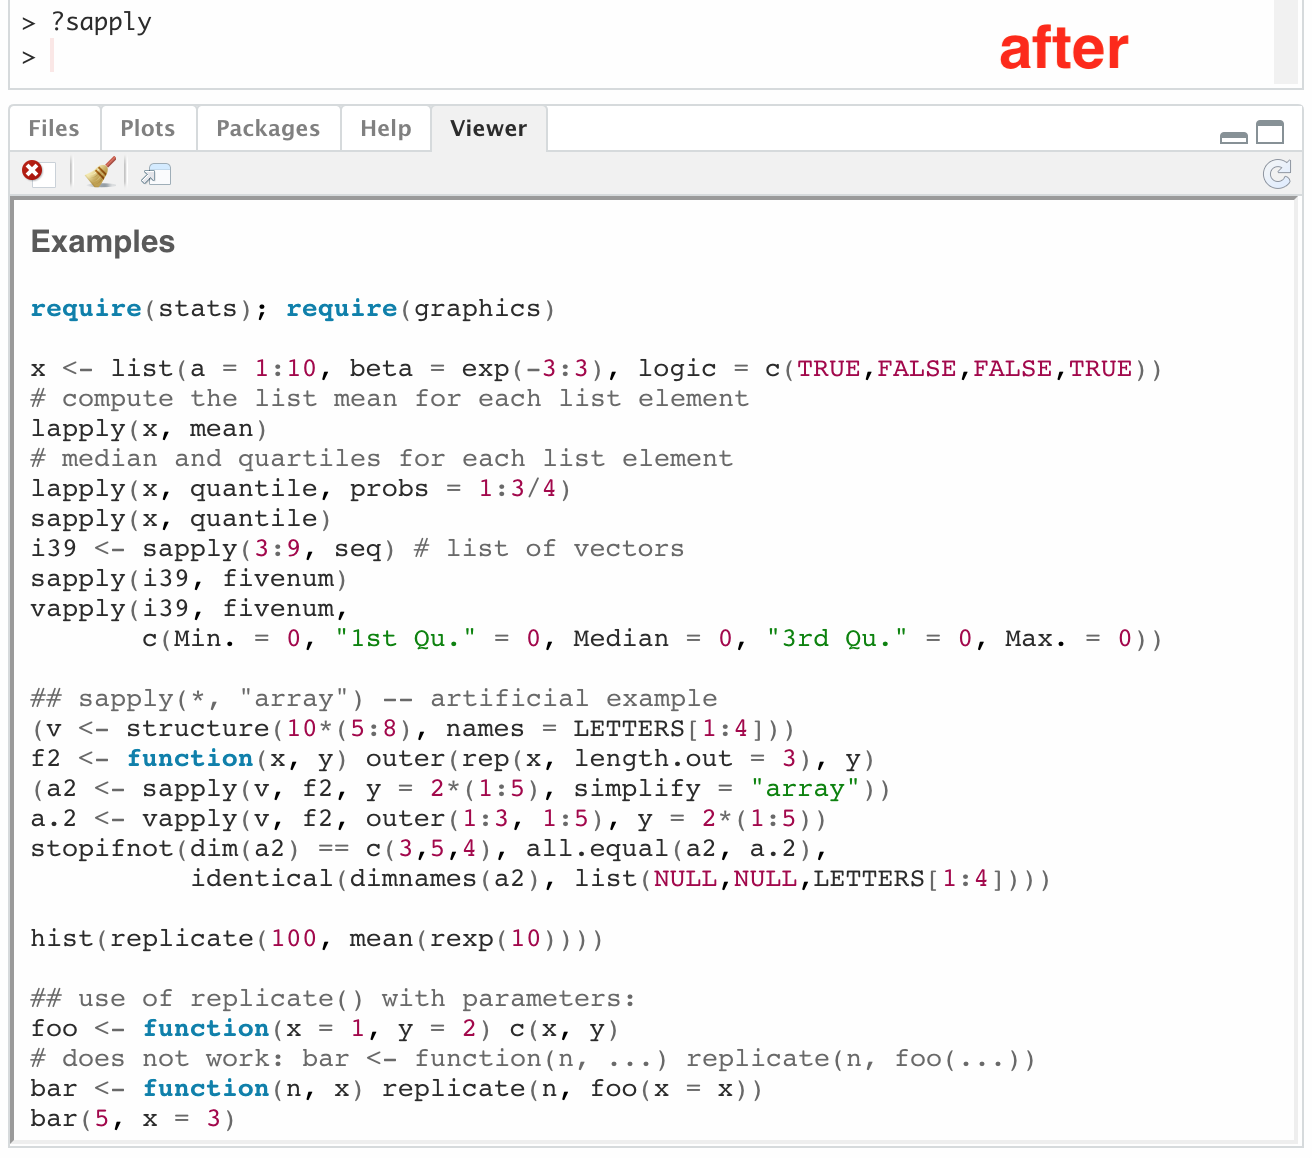 > ?sapply
>
after
Files Plots Packages Help Viewer
Examples
require(stats); require(graphics)
x <- list(a = 1:10, beta = exp(-3:3), logic = c(TRUE,FALSE,FALSE,TRUE))
# compute the list mean for each list element
lapply(x, mean)
# median and quartiles for each list element
lapply(x, quantile, probs = 1:3/4)
sapply(x, quantile)
i39 <- sapply(3:9, seq) # list of vectors
sapply(i39, fivenum)
vapply(i39, fivenum,
       c(Min. = 0, "1st Qu." = 0, Median = 0, "3rd Qu." = 0, Max. = 0))
## sapply(*, "array") -- artificial example
(v <- structure(10*(5:8), names = LETTERS[1:4]))
f2 <- function(x, y) outer(rep(x, length.out = 3), y)
(a2 <- sapply(v, f2, y = 2*(1:5), simplify = "array"))
a.2 <- vapply(v, f2, outer(1:3, 1:5), y = 2*(1:5))
stopifnot(dim(a2) == c(3,5,4), all.equal(a2, a.2),
          identical(dimnames(a2), list(NULL,NULL,LETTERS[1:4])))
hist(replicate(100, mean(rexp(10))))
## use of replicate() with parameters:
foo <- function(x = 1, y = 2) c(x, y)
# does not work: bar <- function(n, ...) replicate(n, foo(...))
bar <- function(n, x) replicate(n, foo(x = x))
bar(5, x = 3)